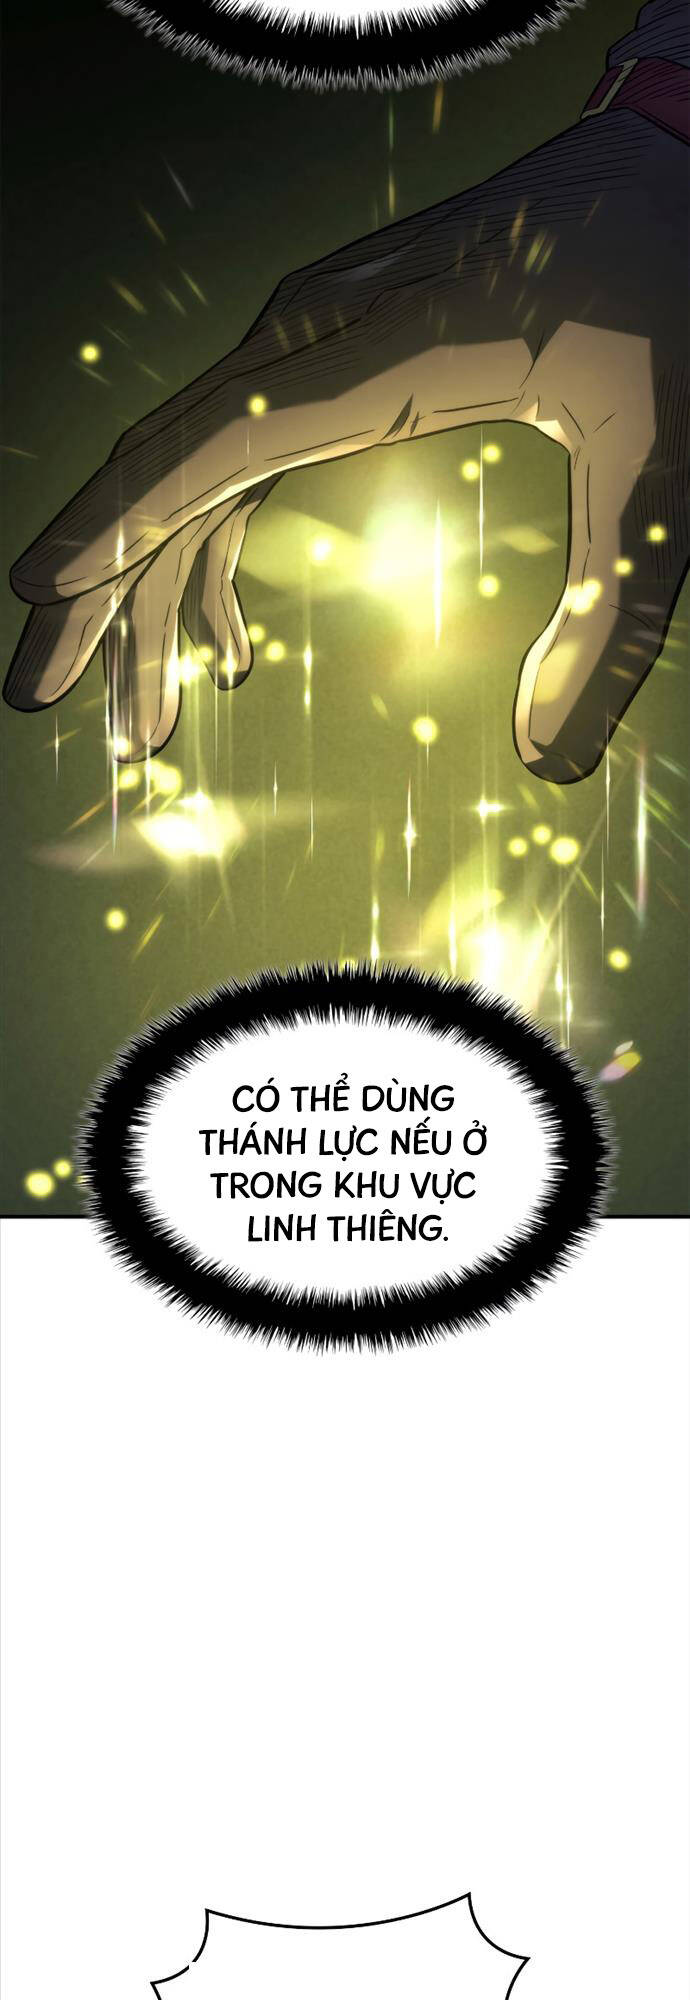 CÓ THỂ DÙNG
THÁNH LỰC NẾU Ở
TRONG KHU VỰC
LINH THIÊNG.